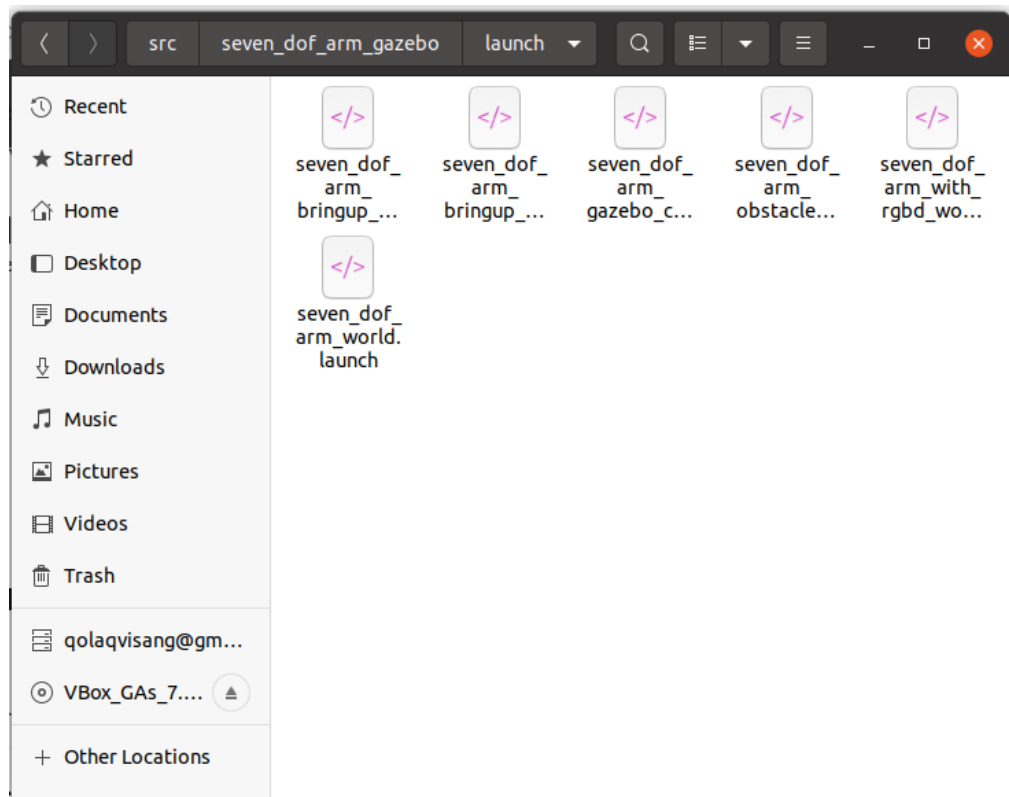 src seven_dof_arm_gazebo launch
Recent
Starred
Home
Desktop
Documents
Downloads
Music
Pictures
Videos
Trash
qolaqvisang@gm...
VBox_GAs_7....
Other Locations
</>
seven_dof_
arm_
bringup_...
</>
seven_dof_
arm_
bringup_...
</>
seven_dof_
arm_
gazebo_c...
</>
seven_dof_
arm_
obstacle...
</>
seven_dof_
arm_with_
rgbd_wo...
</>
seven_dof_
arm_world.
launch